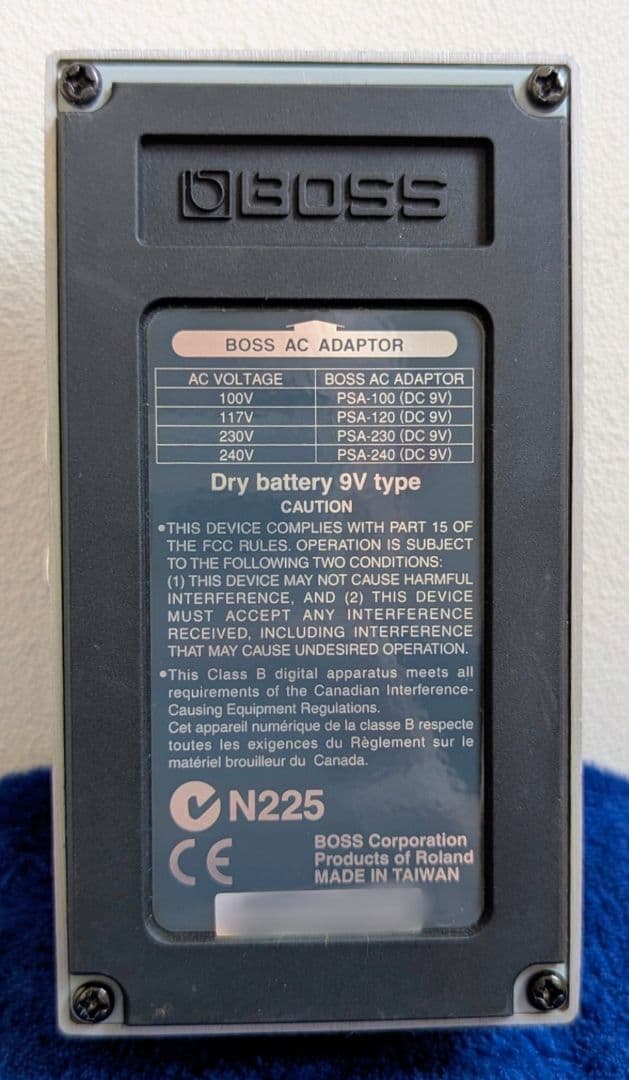 BOSS
BOSS AC ADAPTOR
AC VOLTAGE BOSS AC ADAPTOR
100V PSA-100 (DC 9V)
117V PSA-120 (DC 9V)
230V PSA-230 (DC 9V)
240V PSA-240 (DC 9V)
Dry battery 9V type
CAUTION
•THIS DEVICE COMPLIES WITH PART 15 OF
THE FCC RULES. OPERATION IS SUBJECT
TO THE FOLLOWING TWO CONDITIONS:
(1) THIS DEVICE MAY NOT CAUSE HARMFUL
INTERFERENCE, AND (2) THIS DEVICE
MUST ACCEPT ANY INTERFERENCE
RECEIVED, INCLUDING INTERFERENCE
THAT MAY CAUSE UNDESIRED OPERATION.
•This Class B digital apparatus meets all
requirements of the Canadian Interference-
Causing Equipment Regulations.
Cet appareil numérique de la classe B respecte
toutes les exigences du Règlement sur le
matériel brouilleur du Canada.
N225
CE
BOSS Corporation
Products of Roland
MADE IN TAIWAN